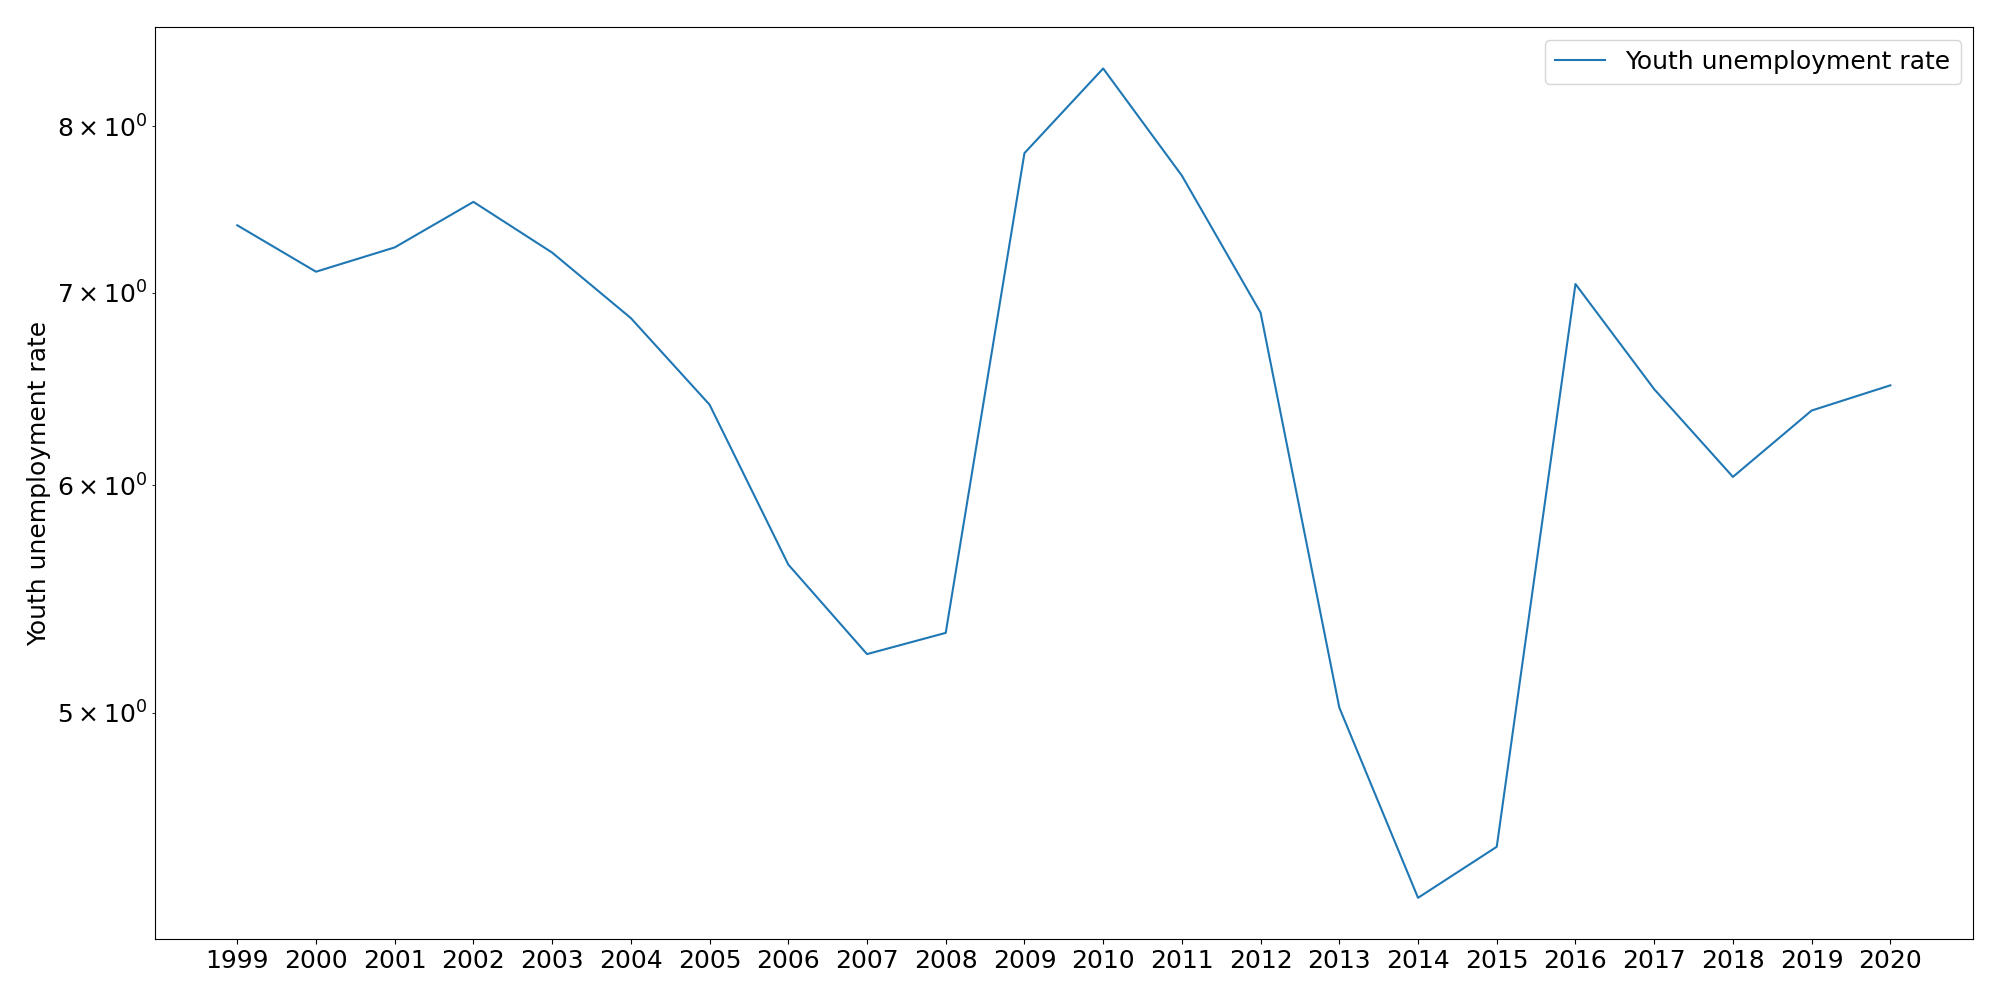 Youth unemployment rate
8 × 10⁰
7 × 10⁰
6 × 10⁰
5 × 10⁰
Youth unemployment rate
1999 2000 2001 2002 2003 2004 2005 2006 2007 2008 2009 2010 2011 2012 2013 2014 2015 2016 2017 2018 2019 2020